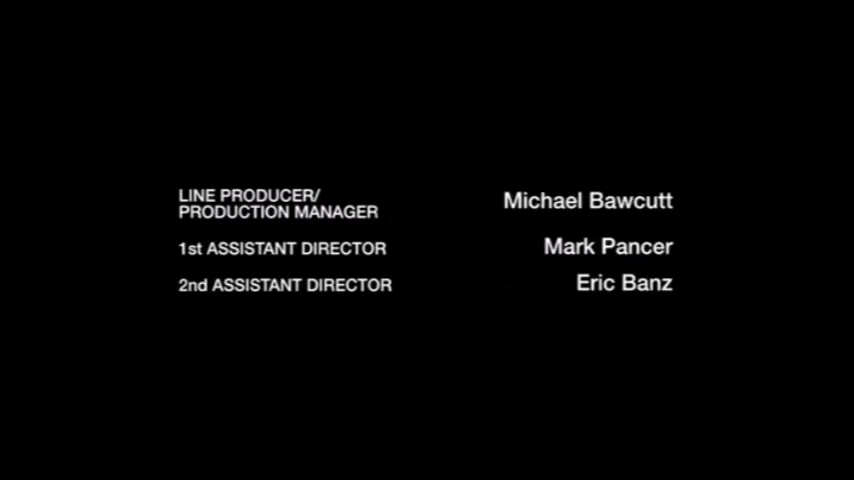 LINE PRODUCER/
PRODUCTION MANAGER
Michael Bawcutt
1st ASSISTANT DIRECTOR
Mark Pancer
2nd ASSISTANT DIRECTOR
Eric Banz